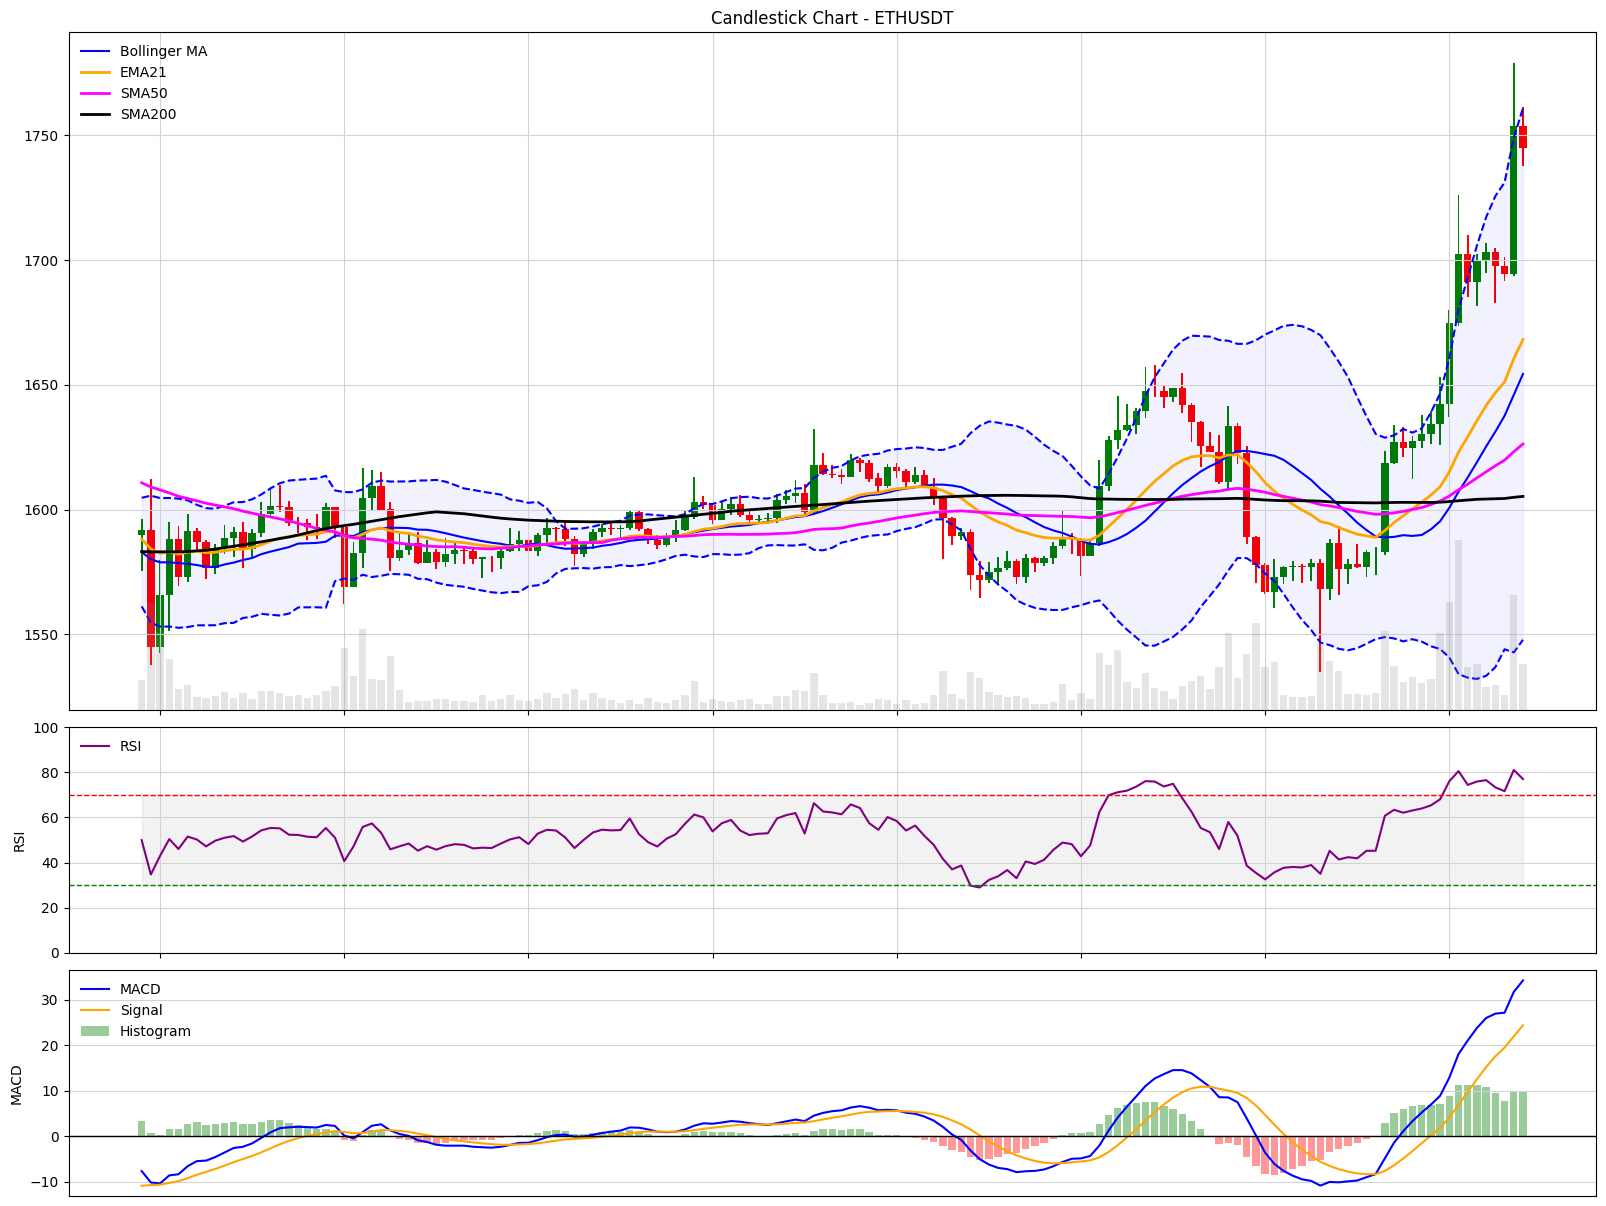 Candlestick Chart - ETHUSDT
Bollinger MA
EMA21
SMA50
SMA200
1750
1700
1650
1600
1550
RSI
RSI
100
80
60
40
20
0
MACD
Signal
Histogram
MACD
30
20
10
0
−10